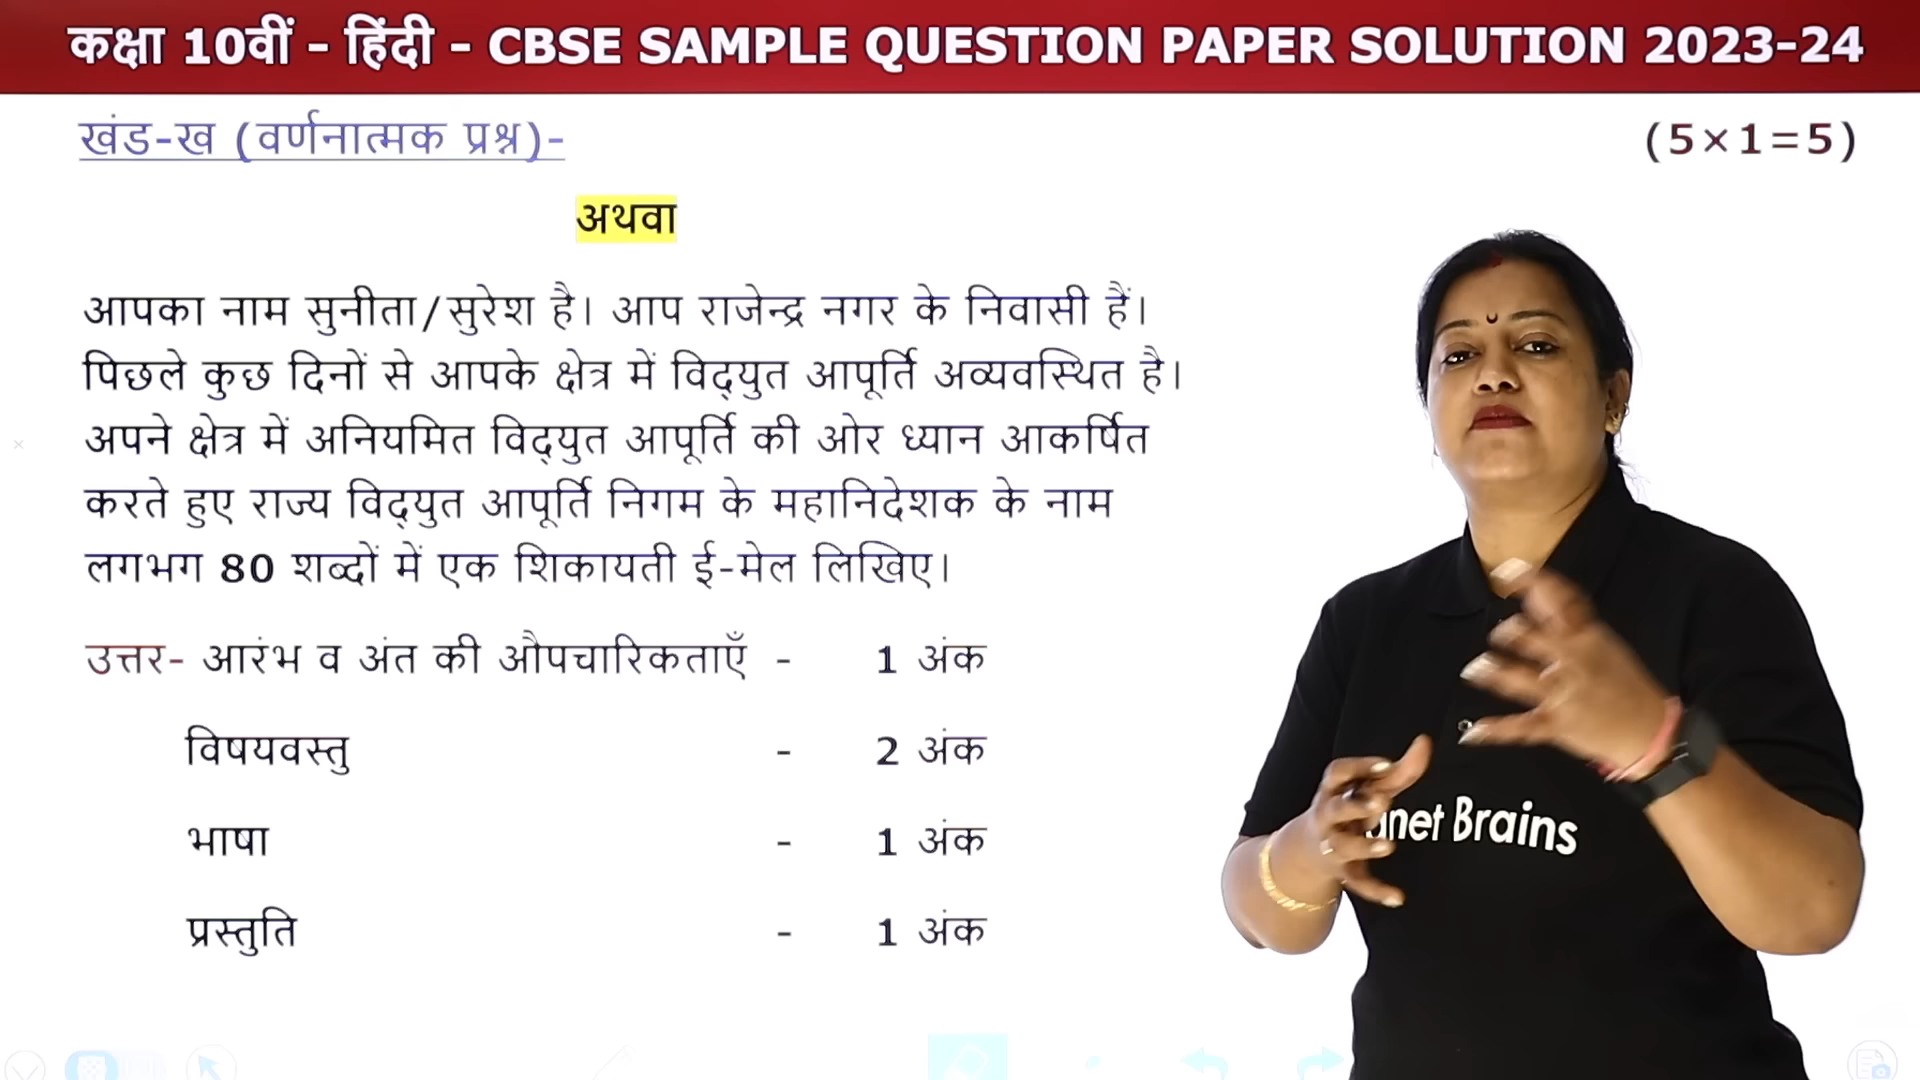 कक्षा 10वीं - हिंदी - CBSE SAMPLE QUESTION PAPER SOLUTION 2023-24
खंड-ख (वर्णनात्मक प्रश्न)- (5×1=5)
अथवा
आपका नाम सुनीता/सुरेश है। आप राजेन्द्र नगर के निवासी हैं।
पिछले कुछ दिनों से आपके क्षेत्र में विद्युत आपूर्ति अव्यवस्थित है।
अपने क्षेत्र में अनियमित विद्युत आपूर्ति की ओर ध्यान आकर्षित
करते हुए राज्य विद्युत आपूर्ति निगम के महानिदेशक के नाम
लगभग 80 शब्दों में एक शिकायती ई-मेल लिखिए।
उत्तर- आरंभ व अंत की औपचारिकताएँ - 1 अंक
विषयवस्तु - 2 अंक
भाषा - 1 अंक
प्रस्तुति - 1 अंक
Brains